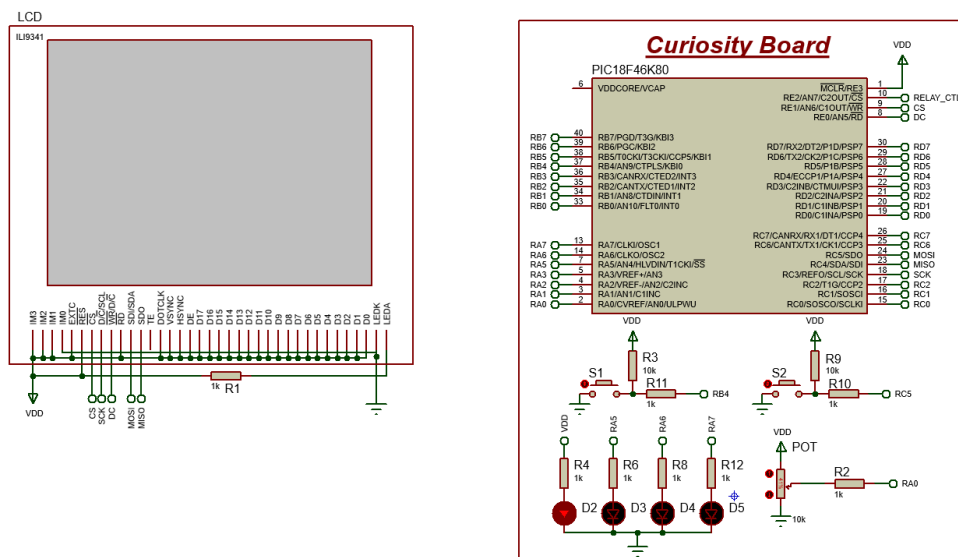 LCD
ILI9341
IM3
IM2
IM1
IM0
EXTC
RES
CS
D/C/SCL
WR/D/C
RD
SDI/SDA
SDO
TE
DOTCLK
VSYNC
HSYNC
DE
D17
D16
D15
D14
D13
D12
D11
D10
D9
D8
D7
D6
D5
D4
D3
D2
D1
D0
LEDK
LEDA
1k
R1
VDD
CS
SCK
DC
MOSI
MISO
Curiosity Board
PIC18F46K80
VDD
6 VDDCORE/VCAP
MCLR/RE3 1
RE2/AN7/C2OUT/CS 10 RELAY_CTL
RE1/AN6/C1OUT/WR 9 CS
RE0/AN5/RD 8 DC
RB7 40 RB7/PGD/T3G/KBI3
RB6 39 RB6/PGC/KBI2
RB5 38 RB5/T0CKI/T3CKI/CCP5/KBI1
RB4 37 RB4/AN9/CTPLS/KBI0
RB3 36 RB3/CANRX/CTED2/INT3
RB2 35 RB2/CANTX/CTED1/INT2
RB1 34 RB1/AN8/CTDIN/INT1
RB0 33 RB0/AN10/FLT0/INT0
RD7/RX2/DT2/P1D/PSP7 30 RD7
RD6/TX2/CK2/P1C/PSP6 29 RD6
RD5/P1B/PSP5 28 RD5
RD4/ECCP1/P1A/PSP4 27 RD4
RD3/C2INB/CTMUI/PSP3 22 RD3
RD2/C2INA/PSP2 21 RD2
RD1/C1INB/PSP1 20 RD1
RD0/C1INA/PSP0 19 RD0
RA7 13 RA7/CLKI/OSC1
RA6 14 RA6/CLKO/OSC2
RA5 7 RA5/AN4/HLVDIN/T1CKI/SS
RA3 5 RA3/VREF+/AN3
RA2 4 RA2/VREF-/AN2/C2INC
RA1 3 RA1/AN1/C1INC
RA0 2 RA0/CVREF/AN0/ULPWU
RC7/CANRX/RX1/DT1/CCP4 26 RC7
RC6/CANTX/TX1/CK1/CCP3 25 RC6
RC5/SDO 24 MOSI
RC4/SDA/SDI 23 MISO
RC3/REFO/SCL/SCK 18 SCK
RC2/T1G/CCP2 17 RC2
RC1/SOSCI 16 RC1
RC0/SOSCO/SCLKI 15 RC0
VDD
R3
10k
S1
R11
1k
RB4
VDD
R9
10k
S2
R10
1k
RC5
VDD
R4
1k
D2
RA5
R6
1k
D3
RA6
R8
1k
D4
RA7
R12
1k
D5
VDD
POT
10k
R2
1k
RA0